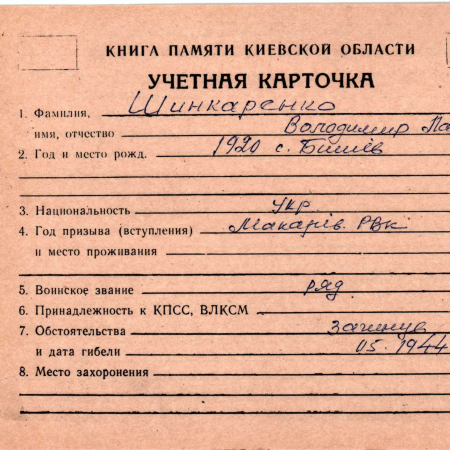 КНИГА ПАМЯТИ КИЕВСКОЙ ОБЛАСТИ
УЧЕТНАЯ КАРТОЧКА
1. Фамилия, Шинкаренко
имя, отчество Володимир Па
2. Год и место рожд. 1920 с. Бишів
3. Национальность укр
4. Год призыва (вступления) Макарів. РВК
и место проживания
5. Воинское звание ряд
6. Принадлежность к КПСС, ВЛКСМ
7. Обстоятельства загинув
и дата гибели 05.1944
8. Место захоронения